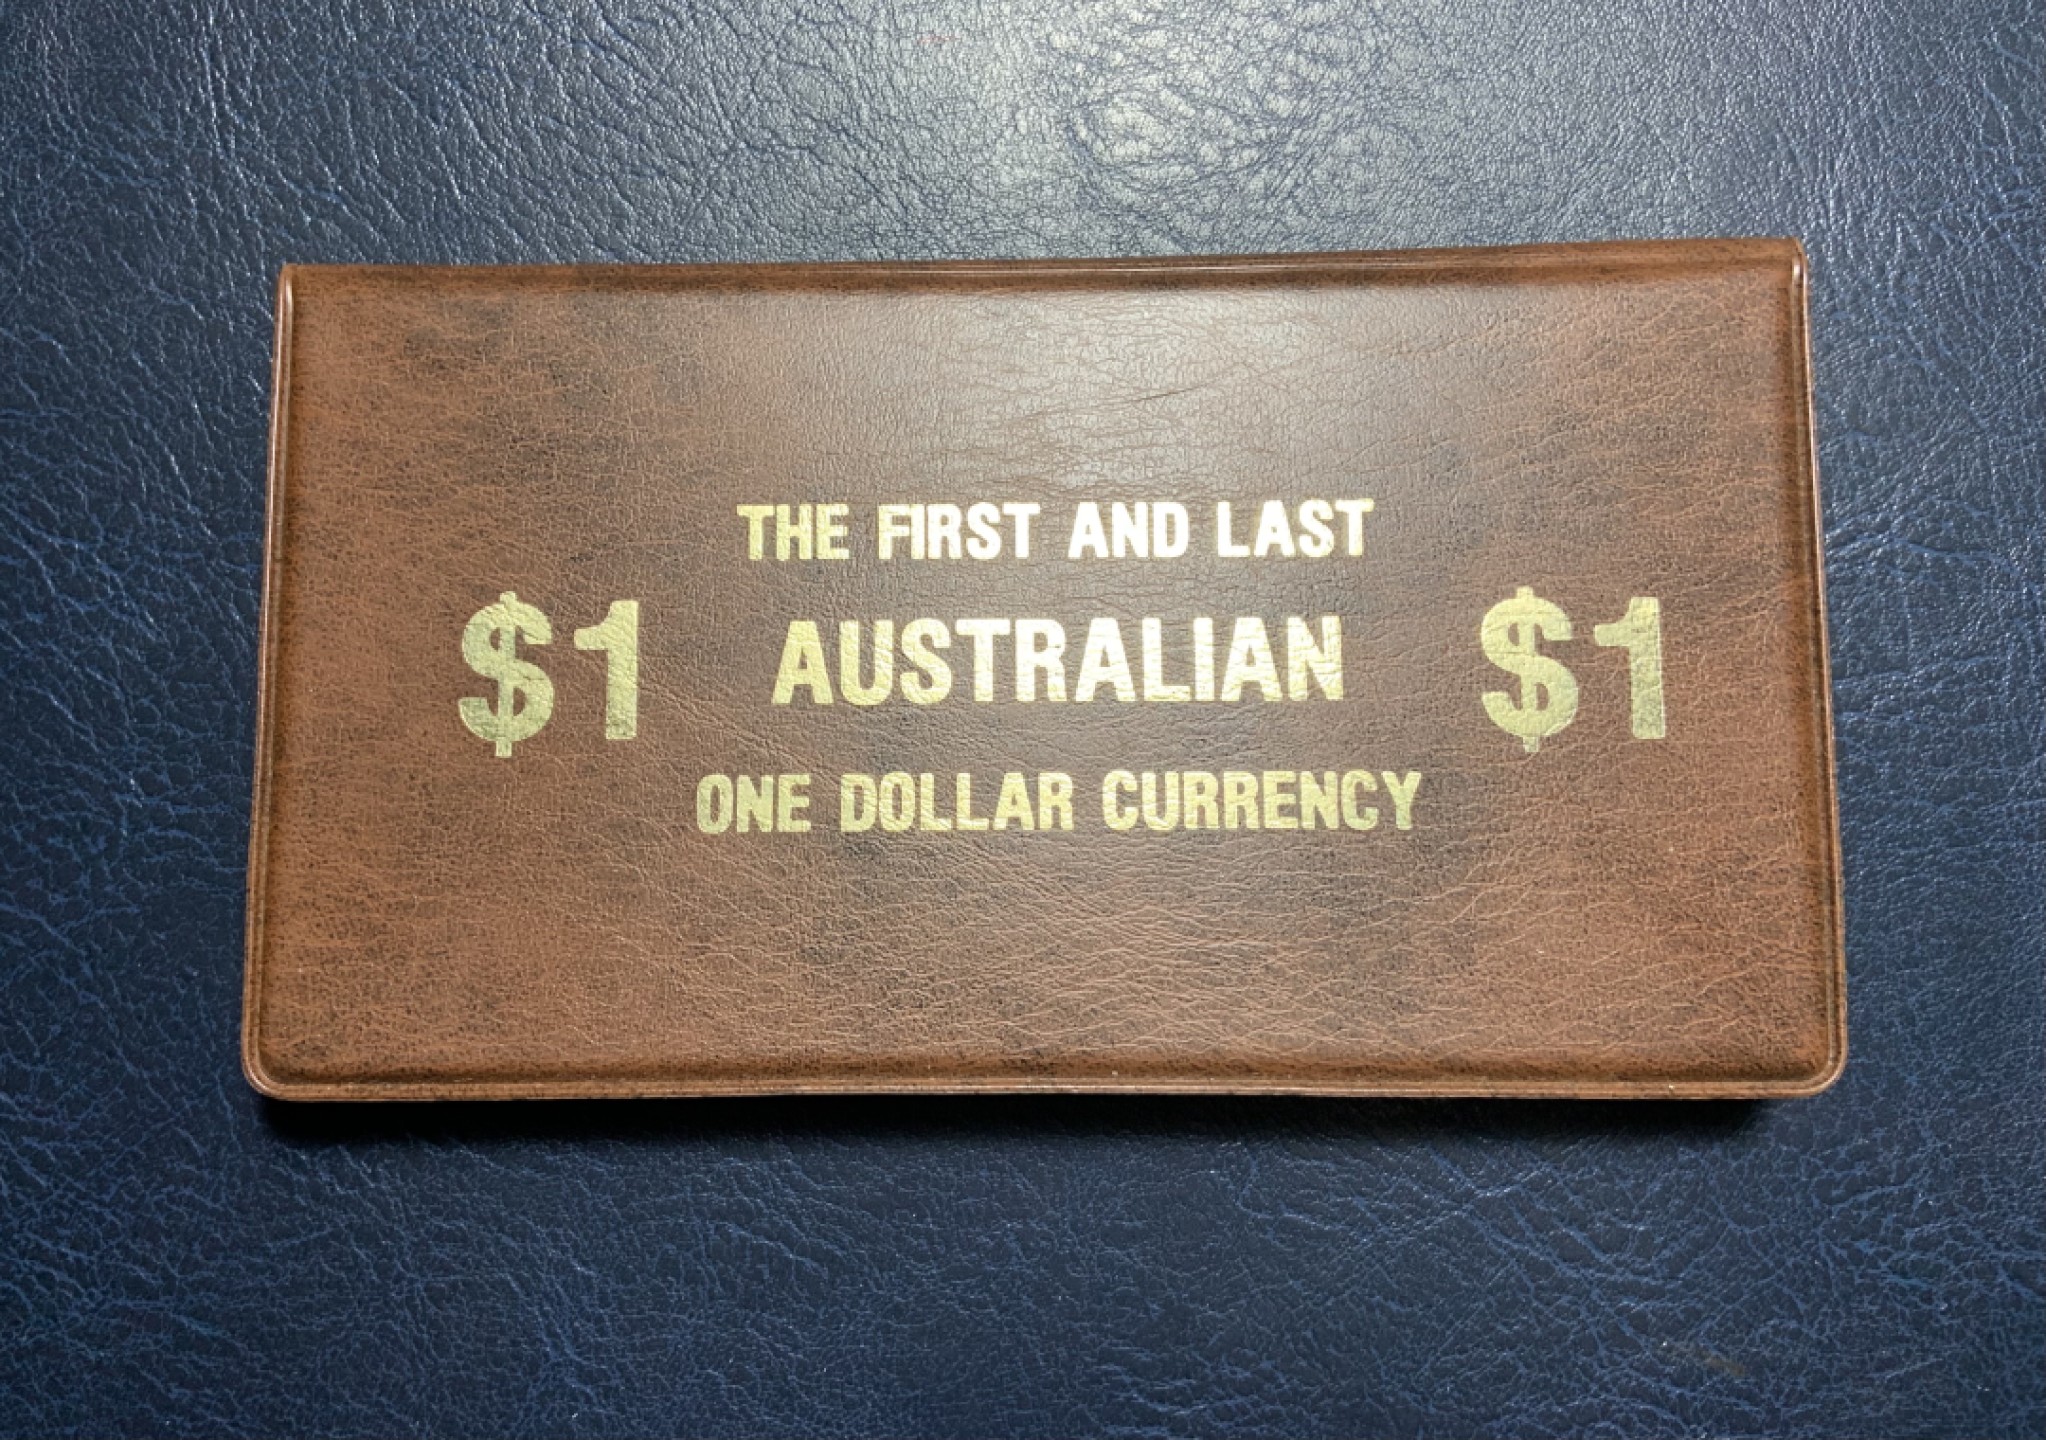 THE FIRST AND LAST
$1 AUSTRALIAN $1
ONE DOLLAR CURRENCY